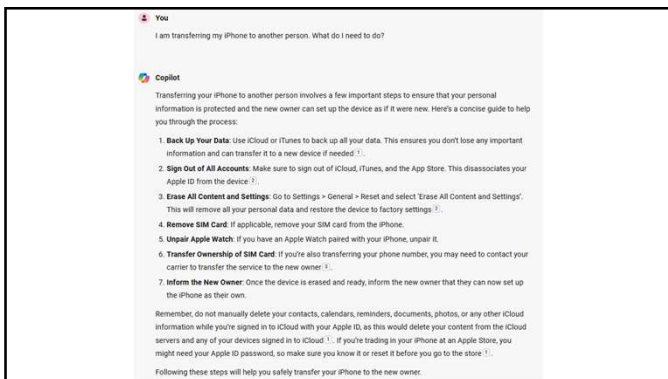 You
I am transferring my iPhone to another person. What do I need to do?
Copilot
Transferring your iPhone to another person involves a few important steps to ensure that your personal
information is protected and the new owner can set up the device as if it were new. Here's a concise guide to help
you through the process:
1. Back Up Your Data: Use iCloud or iTunes to back up all your data. This ensures you don't lose any important
information and can transfer it to a new device if needed 1.
2. Sign Out of All Accounts: Make sure to sign out of iCloud, iTunes, and the App Store. This disassociates your
Apple ID from the device.
3. Erase All Content and Settings: Go to Settings > General > Reset and select 'Erase All Content and Settings'.
This will remove all your personal data and restore the device to factory settings.
4. Remove SIM Card: If applicable, remove your SIM card from the iPhone.
5. Unpair Apple Watch: If you have an Apple Watch paired with your iPhone, unpair it.
6. Transfer Ownership of SIM Card: If you're also transferring your phone number, you may need to contact your
carrier to transfer the service to the new owner.
7. Inform the New Owner: Once the device is erased and ready, inform the new owner that they can now set up
the iPhone as their own.
Remember, do not manually delete your contacts, calendars, reminders, documents, photos, or any other iCloud
information while you're signed in to iCloud with your Apple ID, as this would delete your content from the iCloud
servers and any of your devices signed in to iCloud 1. If you're trading in your iPhone at an Apple Store, you
might need your Apple ID password, so make sure you know it or reset it before you go to the store 1.
Following these steps will help you safely transfer your iPhone to the new owner.